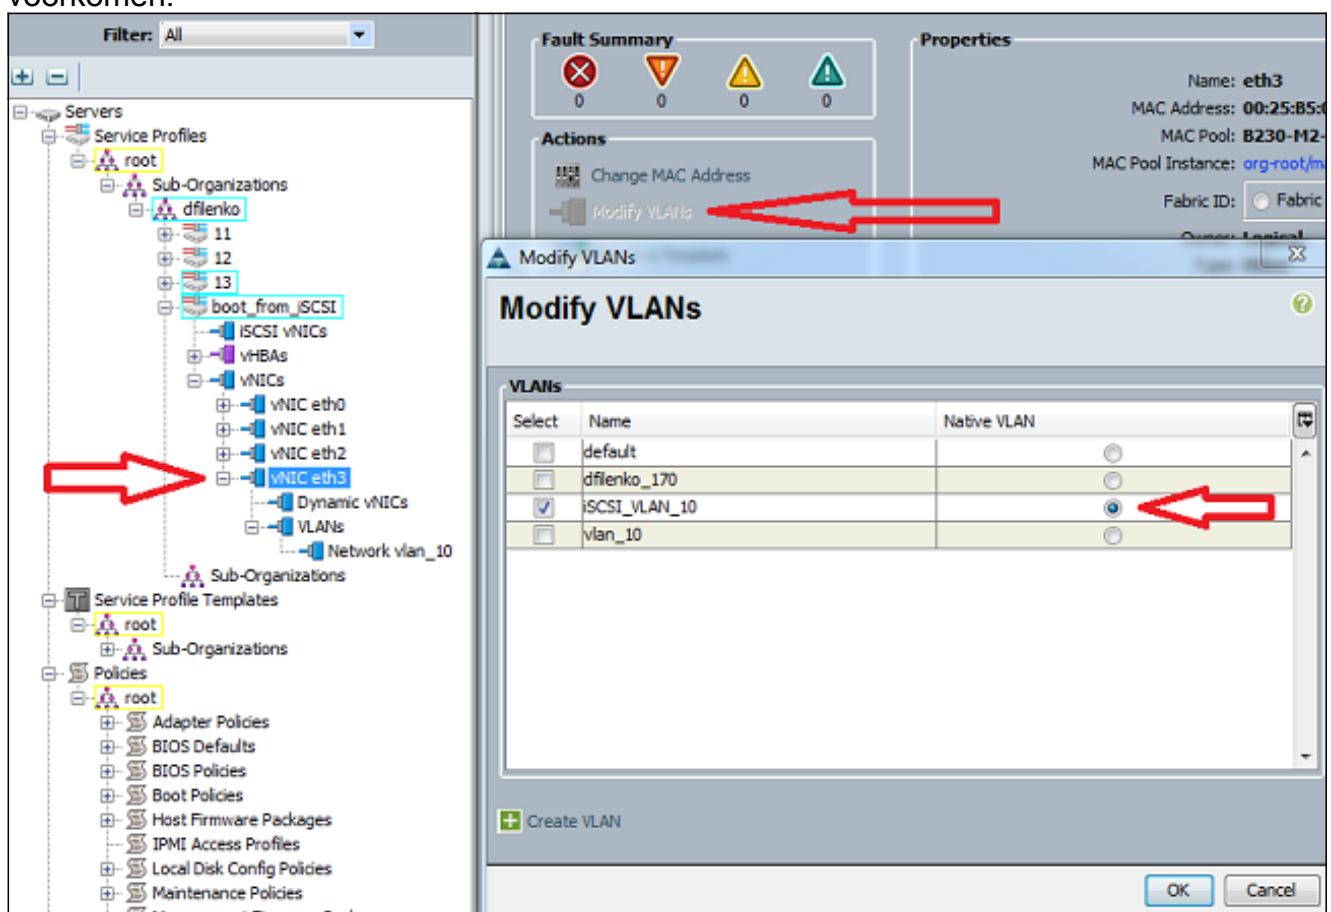 voorkomen.
Filter: All
Servers
Service Profiles
root
Sub-Organizations
dfilenko
11
12
13
boot_from_iSCSI
iSCSI vNICs
vHBAs
vNICs
vNIC eth0
vNIC eth1
vNIC eth2
vNIC eth3
Dynamic vNICs
VLANs
Network vlan_10
Sub-Organizations
Service Profile Templates
root
Sub-Organizations
Policies
root
Adapter Policies
BIOS Defaults
BIOS Policies
Boot Policies
Host Firmware Packages
IPMI Access Profiles
Local Disk Config Policies
Maintenance Policies
Fault Summary
0 0 0 0
Actions
Change MAC Address
Modify VLANs
Properties
Name: eth3
MAC Address: 00:25:B5:
MAC Pool: B230-M2-
MAC Pool Instance: org-root/m
Fabric ID: Fabric
Owner: Logical
Modify VLANs
Modify VLANs
VLANs
Select Name Native VLAN
default
dfilenko_170
iSCSI_VLAN_10
vlan_10
Create VLAN
OK Cancel